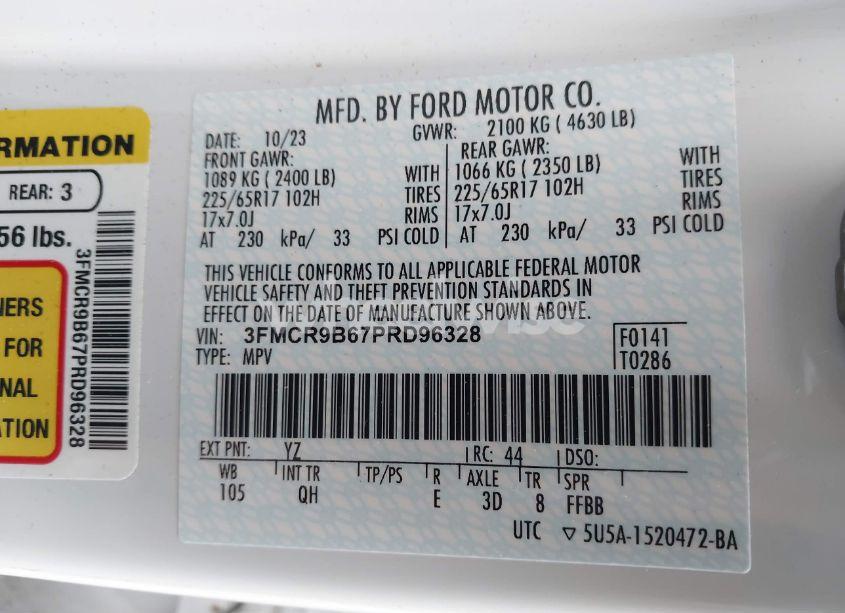 RMATION
REAR: 3
56 lbs.
NERS
FOR
NAL
ATION
3FMCR9B67PRD96328
MFD. BY FORD MOTOR CO.
DATE: 10/23 GVWR: 2100 KG ( 4630 LB)
FRONT GAWR: REAR GAWR:
1089 KG ( 2400 LB) WITH 1066 KG ( 2350 LB) WITH
225/65R17 102H TIRES 225/65R17 102H TIRES
17x7.0J RIMS 17x7.0J RIMS
AT 230 kPa/ 33 PSI COLD AT 230 kPa/ 33 PSI COLD
THIS VEHICLE CONFORMS TO ALL APPLICABLE FEDERAL MOTOR
VEHICLE SAFETY AND THEFT PREVENTION STANDARDS IN
EFFECT ON THE DATE OF MANUFACTURE SHOWN ABOVE.
VIN: 3FMCR9B67PRD96328 F0141
TYPE: MPV T0286
EXT PNT: YZ RC: 44 DSO:
WB INT TR TP/PS R AXLE TR SPR
105 QH E 3D 8 FFBB
UTC ▽ 5U5A-1520472-BA